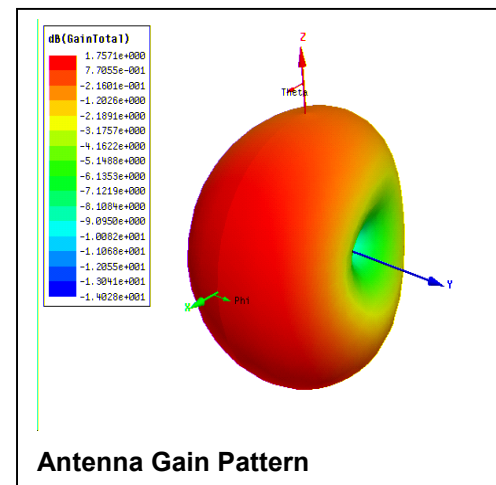 dB(GainTotal)
1.7571e+000
7.7055e-001
-2.1601e-001
-1.2026e+000
-2.1891e+000
-3.1757e+000
-4.1622e+000
-5.1488e+000
-6.1353e+000
-7.1219e+000
-8.1084e+000
-9.0950e+000
-1.0082e+001
-1.1068e+001
-1.2055e+001
-1.3041e+001
-1.4028e+001
Z
Theta
Y
X
Phi
Antenna Gain Pattern